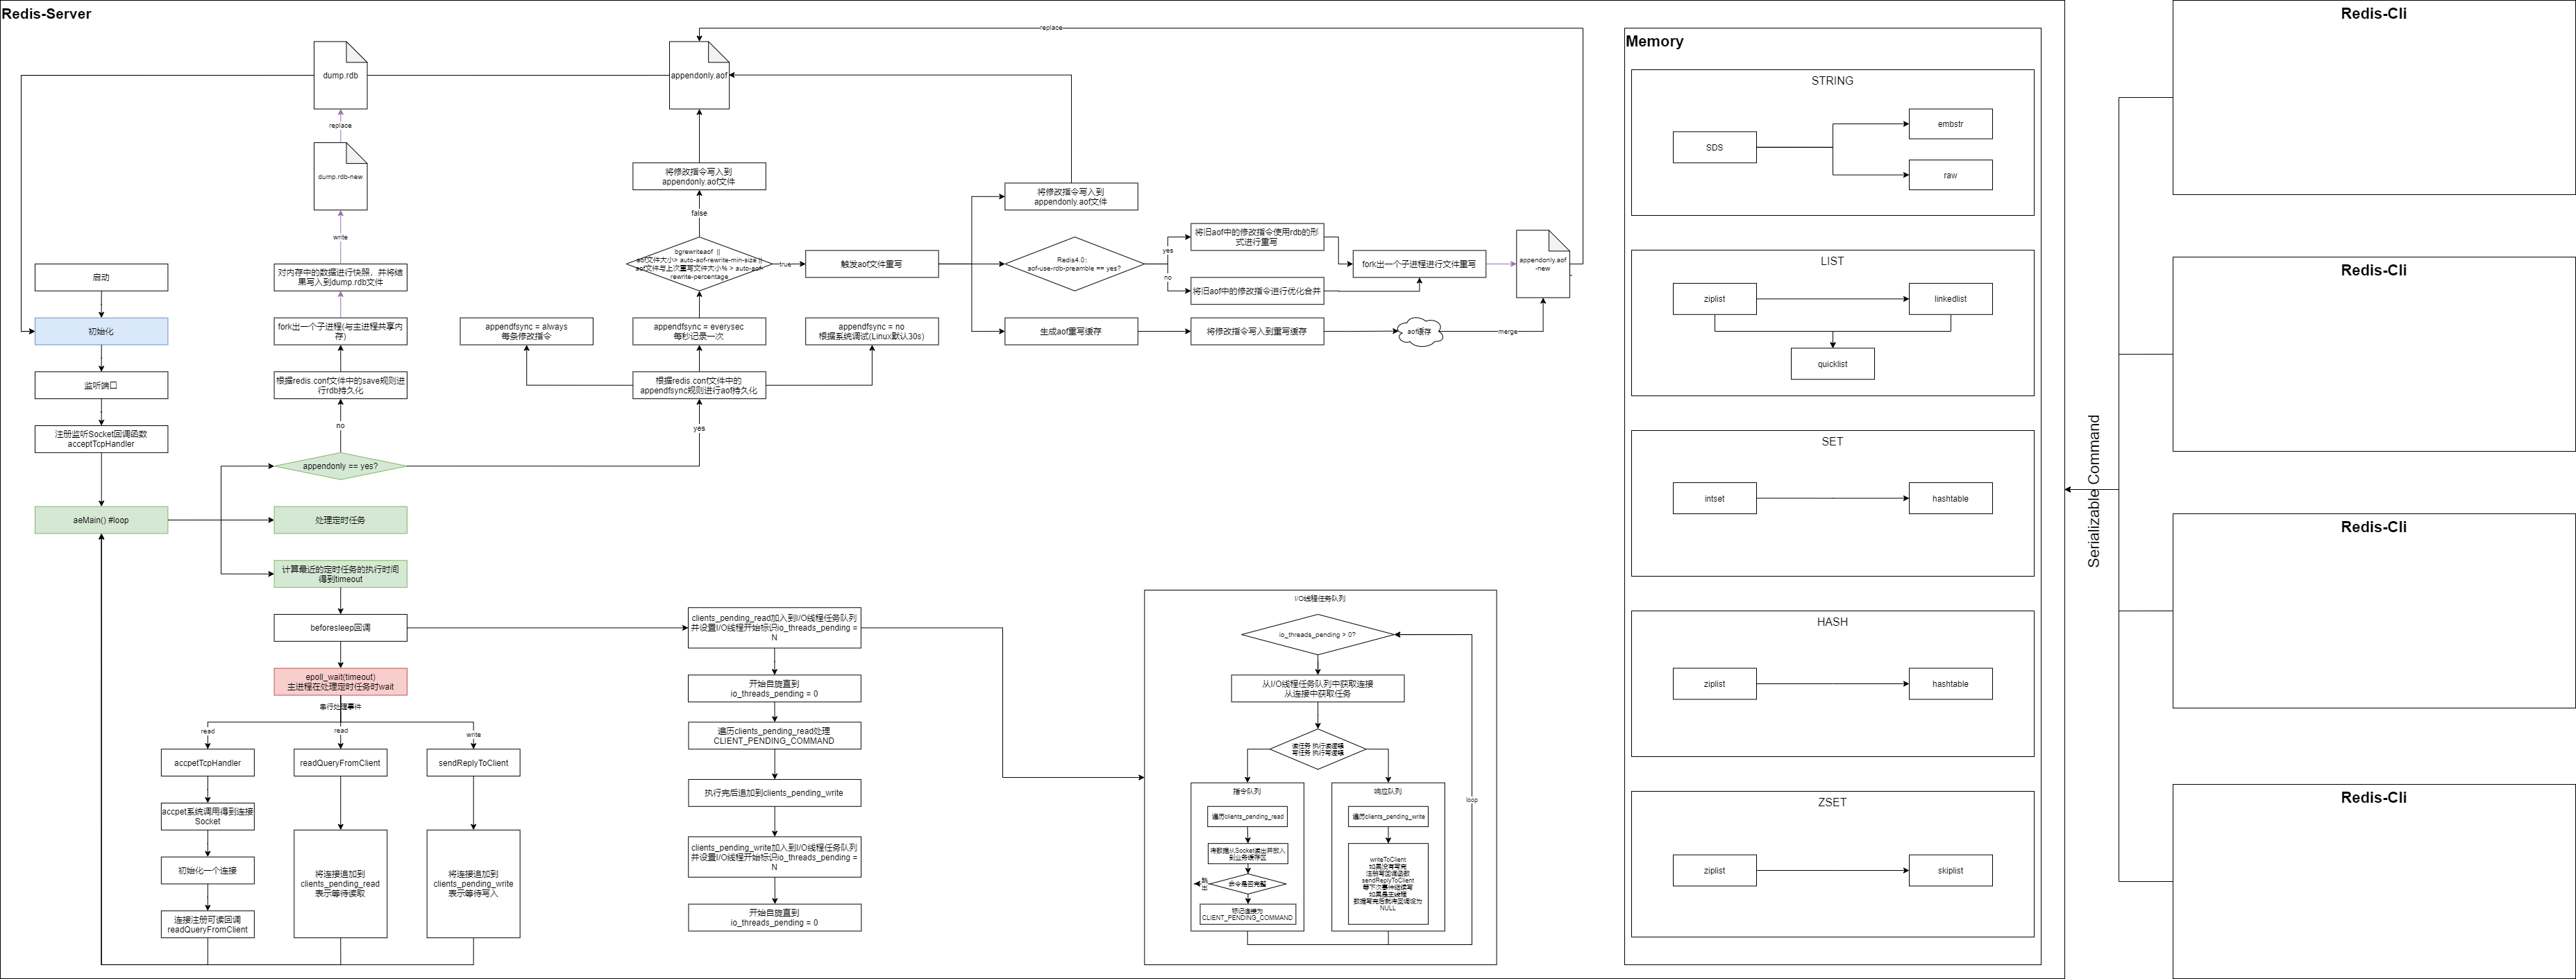 Redis-Server
replace
dump.rdb
appendonly.aof
replace
dump.rdb-new
write
将修改指令写入到
appendonly.aof文件
false
将修改指令写入到
appendonly.aof文件
启动
对内存中的数据进行快照，并将结
果写入到dump.rdb文件
bgrewriteaof ||
aof文件大小> auto-aof-rewrite-min-size ||
aof文件与上次重写文件大小% > auto-aof-
rewrite-percentage
true
触发aof文件重写
Redis4.0:
aof-use-rdb-preamble == yes?
yes
no
将旧aof中的修改指令使用rdb的形
式进行重写
将旧aof中的修改指令进行优化合并
fork出一个子进程进行文件重写
appendonly.aof
-new
初始化
fork出一个子进程(与主进程共享内
存)
appendfsync = always
每条修改指令
appendfsync = everysec
每秒记录一次
appendfsync = no
根据系统调试(Linux默认30s)
生成aof重写缓存
将修改指令写入到重写缓存
aof缓存
merge
监听端口
根据redis.conf文件中的save规则进
行rdb持久化
根据redis.conf文件中的
appendfsync规则进行aof持久化
no
yes
注册监听Socket回调函数
acceptTcpHandler
appendonly == yes?
aeMain() #loop
处理定时任务
计算最近的定时任务的执行时间
得到timeout
beforesleep回调
epoll_wait(timeout)
主进程在处理定时任务时wait
串行处理事件
read
read
write
accpetTcpHandler
readQueryFromClient
sendReplyToClient
accpet系统调用得到连接
Socket
初始化一个连接
连接注册可读回调
readQueryFromClient
将连接追加到
clients_pending_read
表示等待读取
将连接追加到
clients_pending_write
表示等待写入
clients_pending_read加入到I/O线程任务队列
并设置I/O线程开始标识io_threads_pending =
N
开始自旋直到
io_threads_pending = 0
遍历clients_pending_read处理
CLIENT_PENDING_COMMAND
执行完后追加到clients_pending_write
clients_pending_write加入到I/O线程任务队列
并设置I/O线程开始标识io_threads_pending =
N
开始自旋直到
io_threads_pending = 0
I/O线程任务队列
io_threads_pending > 0?
从I/O线程任务队列中获取连接
从连接中获取任务
读任务 执行读逻辑
写任务 执行写逻辑
指令队列
遍历clients_pending_read
将数据从Socket读出并放入
到业务缓存区
命令是否完整
标记连接为
CLIENT_PENDING_COMMAND
响应队列
遍历clients_pending_write
writeToClient
如果没有写完
注册写回调函数
sendReplyToClient
等下次事件继续写
如果是主线程
数据写完后就将回调设为
NULL
loop
Memory
STRING
SDS
embstr
raw
LIST
ziplist
linkedlist
quicklist
SET
intset
hashtable
HASH
ziplist
hashtable
ZSET
ziplist
skiplist
Serializable Command
Redis-Cli
Redis-Cli
Redis-Cli
Redis-Cli